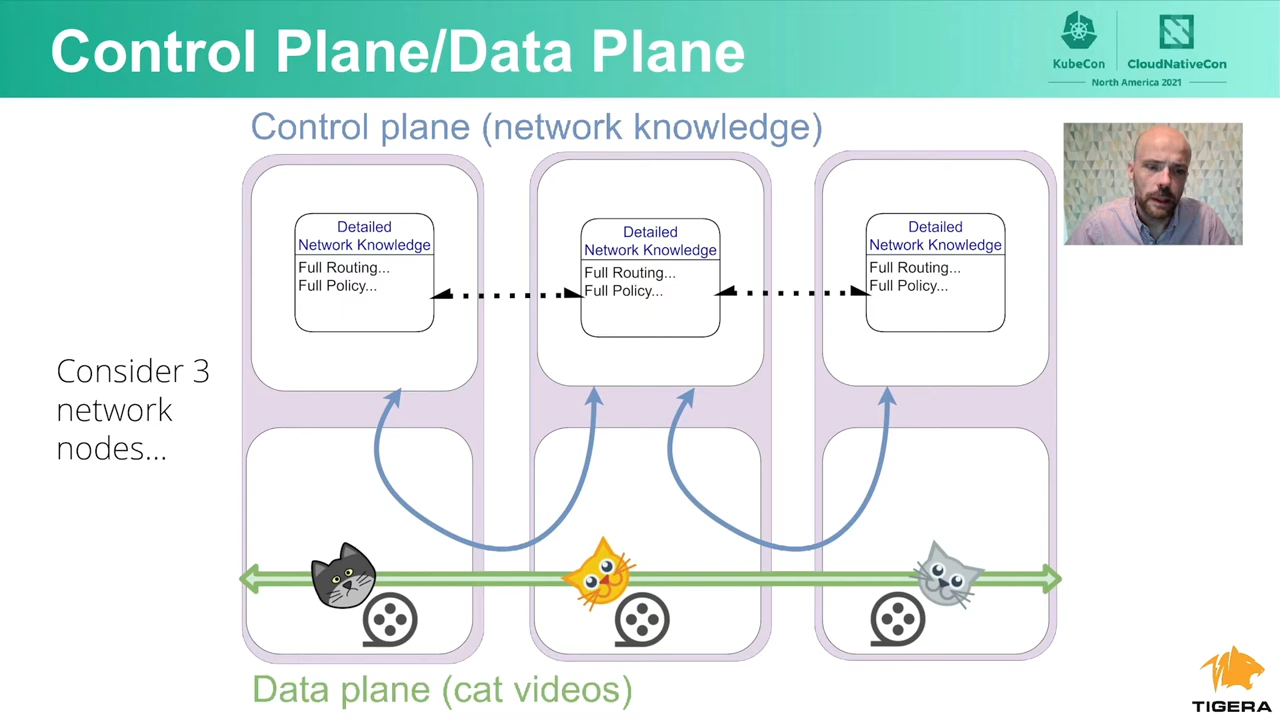 Control Plane/Data Plane
KubeCon
CloudNativeCon
North America 2021
Control plane (network knowledge)
Detailed
Network Knowledge
Full Routing...
Full Policy...
Detailed
Network Knowledge
Full Routing...
Full Policy...
Detailed
Network Knowledge
Full Routing...
Full Policy...
Consider 3
network
nodes...
Data plane (cat videos)
TIGERA